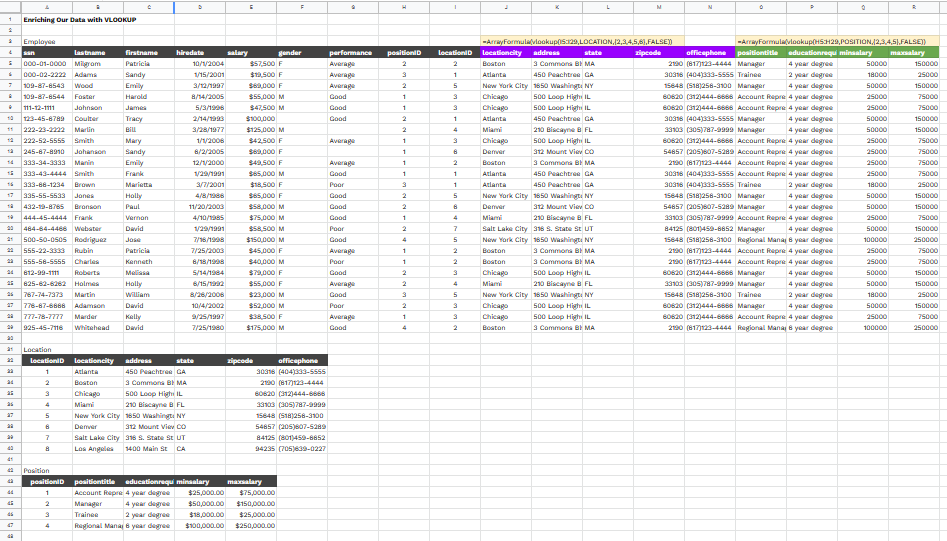 A B C D E F G H I J K L M N O P Q R
1 Enriching Our Data with VLOOKUP
2
3 Employee =ArrayFormula(vlookup(I5:I29,LOCATION,{2,3,4,5,6},FALSE)) =ArrayFormula(vlookup(H5:H29,POSITION,{2,3,4,5},FALSE))
4 ssn lastname firstname hiredate salary gender performance positionID locationID locationcity address state zipcode officephone positiontitle educationrequ minsalary maxsalary
5 000-01-0000 Milgrom Patricia 10/1/2004 $57,500 F Average 2 2 Boston 3 Commons Bl MA 2190 (617)123-4444 Manager 4 year degree 50000 150000
6 000-02-2222 Adams Sandy 1/15/2001 $19,500 F Average 3 1 Atlanta 450 Peachtree GA 30316 (404)333-5555 Trainee 2 year degree 18000 25000
7 109-87-6543 Wood Emily 3/12/1997 $69,000 F Average 2 5 New York City 1650 Washingt NY 15648 (518)256-3100 Manager 4 year degree 50000 150000
8 109-87-6544 Foster Harold 8/14/2005 $55,000 M Good 1 3 Chicago 500 Loop High IL 60620 (312)444-6666 Account Repre 4 year degree 25000 75000
9 111-12-1111 Johnson James 5/3/1996 $47,500 M Good 1 3 Chicago 500 Loop High IL 60620 (312)444-6666 Account Repre 4 year degree 25000 75000
10 123-45-6789 Coulter Tracy 2/14/1993 $100,000 Good 2 1 Atlanta 450 Peachtree GA 30316 (404)333-5555 Manager 4 year degree 50000 150000
11 222-23-2222 Marlin Bill 3/28/1977 $125,000 M 2 4 Miami 210 Biscayne B FL 33103 (305)787-9999 Manager 4 year degree 50000 150000
12 222-52-5555 Smith Mary 1/1/2006 $42,500 F Average 1 3 Chicago 500 Loop High IL 60620 (312)444-6666 Account Repre 4 year degree 25000 75000
13 245-67-8910 Johanson Sandy 6/2/2005 $69,000 F 1 6 Denver 312 Mount View CO 54657 (205)607-5289 Account Repre 4 year degree 25000 75000
14 333-34-3333 Manin Emily 12/1/2000 $49,500 F Average 1 2 Boston 3 Commons Bl MA 2190 (617)123-4444 Account Repre 4 year degree 25000 75000
15 333-43-4444 Smith Frank 1/29/1991 $65,000 M Good 1 1 Atlanta 450 Peachtree GA 30316 (404)333-5555 Account Repre 4 year degree 25000 75000
16 333-66-1234 Brown Marietta 3/7/2001 $18,500 F Poor 3 1 Atlanta 450 Peachtree GA 30316 (404)333-5555 Trainee 2 year degree 18000 25000
17 335-55-5533 Jones Holly 4/8/1986 $65,000 F Good 2 5 New York City 1650 Washingt NY 15648 (518)256-3100 Manager 4 year degree 50000 150000
18 432-19-8765 Bronson Paul 11/20/2003 $58,000 M Good 2 6 Denver 312 Mount View CO 54657 (205)607-5289 Manager 4 year degree 50000 150000
19 444-45-4444 Frank Vernon 4/10/1985 $75,000 M Good 1 4 Miami 210 Biscayne B FL 33103 (305)787-9999 Account Repre 4 year degree 25000 75000
20 464-64-4466 Webster David 1/29/1991 $58,500 M Poor 2 7 Salt Lake City 316 S. State St UT 84125 (801)459-6652 Manager 4 year degree 50000 150000
21 500-50-0505 Rodriguez Jose 7/16/1998 $150,000 M Good 4 5 New York City 1650 Washingt NY 15648 (518)256-3100 Regional Manag 6 year degree 100000 250000
22 555-22-3333 Rubin Patricia 7/25/2003 $45,000 F Average 1 2 Boston 3 Commons Bl MA 2190 (617)123-4444 Account Repre 4 year degree 25000 75000
23 555-56-5555 Charles Kenneth 6/18/1998 $40,000 M Poor 1 2 Boston 3 Commons Bl MA 2190 (617)123-4444 Account Repre 4 year degree 25000 75000
24 612-99-1111 Roberts Melissa 5/14/1984 $79,000 F Good 2 3 Chicago 500 Loop High IL 60620 (312)444-6666 Manager 4 year degree 50000 150000
25 625-62-6262 Holmes Holly 6/15/1992 $55,000 F Average 2 4 Miami 210 Biscayne B FL 33103 (305)787-9999 Manager 4 year degree 50000 150000
26 767-74-7373 Martin William 8/26/2006 $23,000 M Good 3 5 New York City 1650 Washingt NY 15648 (518)256-3100 Trainee 2 year degree 18000 25000
27 776-67-6666 Adamson David 10/4/2002 $52,000 M Poor 2 3 Chicago 500 Loop High IL 60620 (312)444-6666 Manager 4 year degree 50000 150000
28 777-78-7777 Marder Kelly 9/25/1997 $38,500 F Average 1 3 Chicago 500 Loop High IL 60620 (312)444-6666 Account Repre 4 year degree 25000 75000
29 925-45-7116 Whitehead David 7/25/1980 $175,000 M Good 4 2 Boston 3 Commons Bl MA 2190 (617)123-4444 Regional Manag 6 year degree 100000 250000
30
31 Location
32 locationID locationcity address state zipcode officephone
33 1 Atlanta 450 Peachtree GA 30316 (404)333-5555
34 2 Boston 3 Commons Bl MA 2190 (617)123-4444
35 3 Chicago 500 Loop High IL 60620 (312)444-6666
36 4 Miami 210 Biscayne B FL 33103 (305)787-9999
37 5 New York City 1650 Washingt NY 15648 (518)256-3100
38 6 Denver 312 Mount View CO 54657 (205)607-5289
39 7 Salt Lake City 316 S. State St UT 84125 (801)459-6652
40 8 Los Angeles 1400 Main St CA 94235 (705)639-0227
41
42 Position
43 positionID positiontitle educationrequ minsalary maxsalary
44 1 Account Repre 4 year degree $25,000.00 $75,000.00
45 2 Manager 4 year degree $50,000.00 $150,000.00
46 3 Trainee 2 year degree $18,000.00 $25,000.00
47 4 Regional Manag 6 year degree $100,000.00 $250,000.00
48